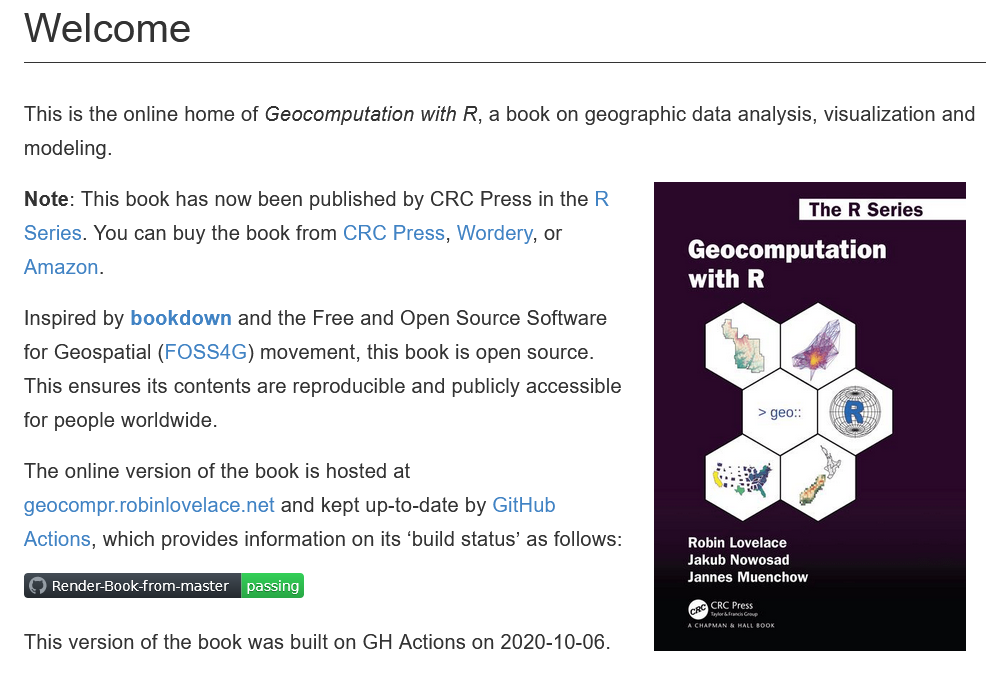 Welcome
This is the online home of Geocomputation with R, a book on geographic data analysis, visualization and
modeling.
Note: This book has now been published by CRC Press in the R
Series. You can buy the book from CRC Press, Wordery, or
Amazon.
Inspired by bookdown and the Free and Open Source Software
for Geospatial (FOSS4G) movement, this book is open source.
This ensures its contents are reproducible and publicly accessible
for people worldwide.
The online version of the book is hosted at
geocompr.robinlovelace.net and kept up-to-date by GitHub
Actions, which provides information on its ‘build status’ as follows:
Render-Book-from-master passing
This version of the book was built on GH Actions on 2020-10-06.
The R Series
Geocomputation
with R
> geo::
R
Robin Lovelace
Jakub Nowosad
Jannes Muenchow
CRC
CRC Press
Taylor & Francis Group
A CHAPMAN & HALL BOOK